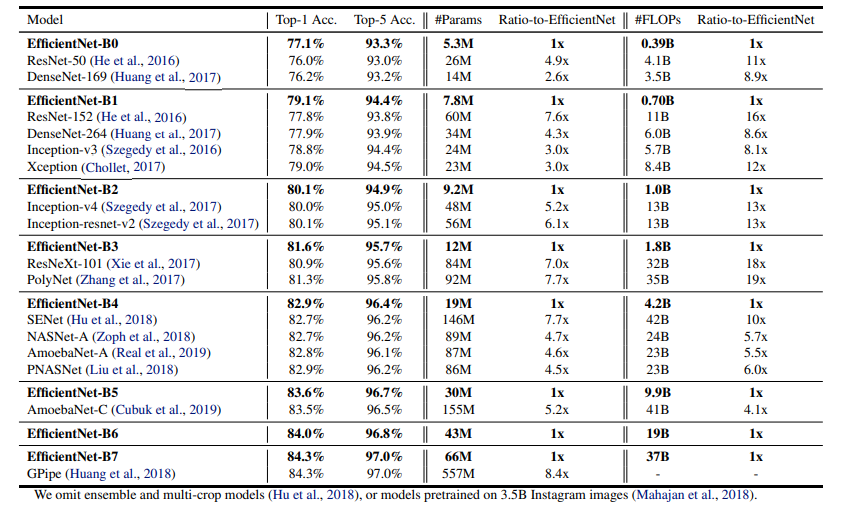 Model Top-1 Acc. Top-5 Acc. #Params Ratio-to-EfficientNet #FLOPs Ratio-to-EfficientNet
EfficientNet-B0 77.1% 93.3% 5.3M 1x 0.39B 1x
ResNet-50 (He et al., 2016) 76.0% 93.0% 26M 4.9x 4.1B 11x
DenseNet-169 (Huang et al., 2017) 76.2% 93.2% 14M 2.6x 3.5B 8.9x
EfficientNet-B1 79.1% 94.4% 7.8M 1x 0.70B 1x
ResNet-152 (He et al., 2016) 77.8% 93.8% 60M 7.6x 11B 16x
DenseNet-264 (Huang et al., 2017) 77.9% 93.9% 34M 4.3x 6.0B 8.6x
Inception-v3 (Szegedy et al., 2016) 78.8% 94.4% 24M 3.0x 5.7B 8.1x
Xception (Chollet, 2017) 79.0% 94.5% 23M 3.0x 8.4B 12x
EfficientNet-B2 80.1% 94.9% 9.2M 1x 1.0B 1x
Inception-v4 (Szegedy et al., 2017) 80.0% 95.0% 48M 5.2x 13B 13x
Inception-resnet-v2 (Szegedy et al., 2017) 80.1% 95.1% 56M 6.1x 13B 13x
EfficientNet-B3 81.6% 95.7% 12M 1x 1.8B 1x
ResNeXt-101 (Xie et al., 2017) 80.9% 95.6% 84M 7.0x 32B 18x
PolyNet (Zhang et al., 2017) 81.3% 95.8% 92M 7.7x 35B 19x
EfficientNet-B4 82.9% 96.4% 19M 1x 4.2B 1x
SENet (Hu et al., 2018) 82.7% 96.2% 146M 7.7x 42B 10x
NASNet-A (Zoph et al., 2018) 82.7% 96.2% 89M 4.7x 24B 5.7x
AmoebaNet-A (Real et al., 2019) 82.8% 96.1% 87M 4.6x 23B 5.5x
PNASNet (Liu et al., 2018) 82.9% 96.2% 86M 4.5x 23B 6.0x
EfficientNet-B5 83.6% 96.7% 30M 1x 9.9B 1x
AmoebaNet-C (Cubuk et al., 2019) 83.5% 96.5% 155M 5.2x 41B 4.1x
EfficientNet-B6 84.0% 96.8% 43M 1x 19B 1x
EfficientNet-B7 84.3% 97.0% 66M 1x 37B 1x
GPipe (Huang et al., 2018) 84.3% 97.0% 557M 8.4x - -
We omit ensemble and multi-crop models (Hu et al., 2018), or models pretrained on 3.5B Instagram images (Mahajan et al., 2018).